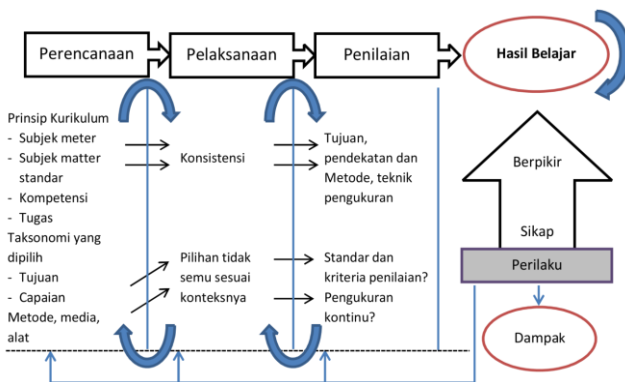 Perencanaan
Pelaksanaan
Penilaian
Hasil Belajar
Prinsip Kurikulum
- Subjek meter
- Subjek matter
standar
- Kompetensi
- Tugas
Taksonomi yang
dipilih
- Tujuan
- Capaian
Metode, media,
alat
Konsistensi
Pilihan tidak
semu sesuai
konteksnya
Tujuan,
pendekatan dan
Metode, teknik
pengukuran
Standar dan
kriteria penilaian?
Pengukuran
kontinu?
Berpikir
Sikap
Perilaku
Dampak